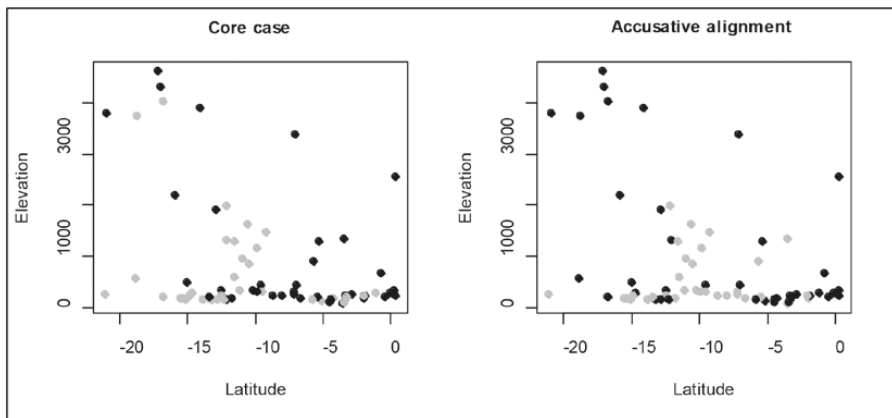 Core case
Elevation
3000
1000
0
-20 -15 -10 -5 0
Latitude
Accusative alignment
Elevation
3000
1000
0
-20 -15 -10 -5 0
Latitude